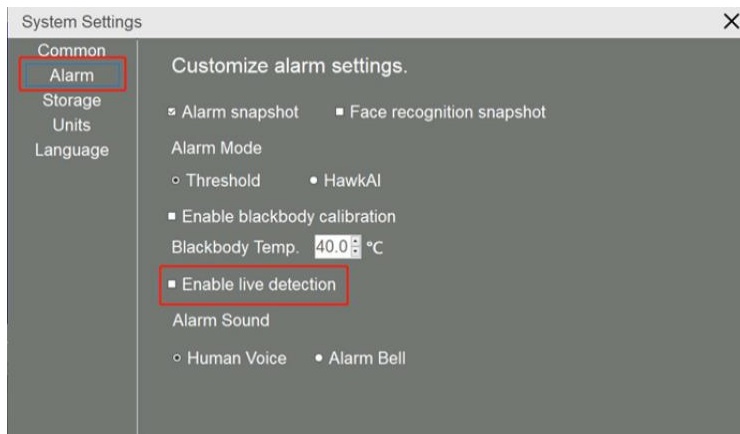 System Settings
Common
Alarm
Storage
Units
Language
Customize alarm settings.
Alarm snapshot Face recognition snapshot
Alarm Mode
Threshold HawkAI
Enable blackbody calibration
Blackbody Temp. 40.0 °C
Enable live detection
Alarm Sound
Human Voice Alarm Bell